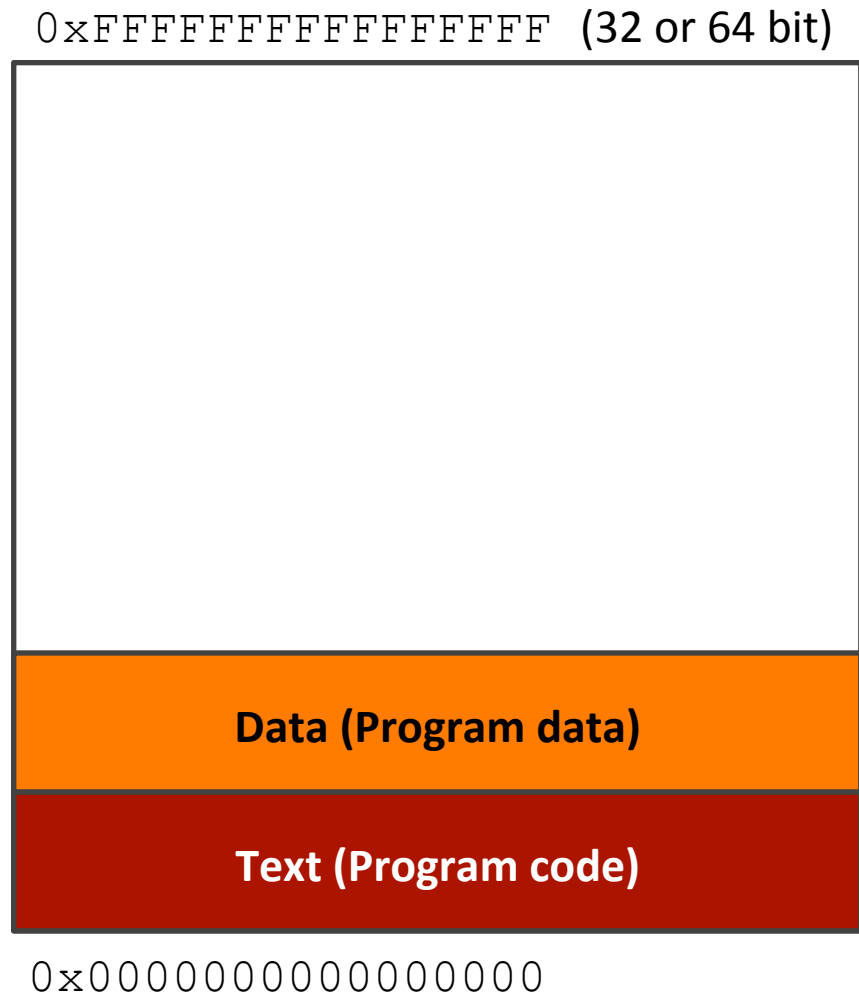 0xFFFFFFFFFFFFFFFF (32 or 64 bit)
Data (Program data)
Text (Program code)
0x0000000000000000